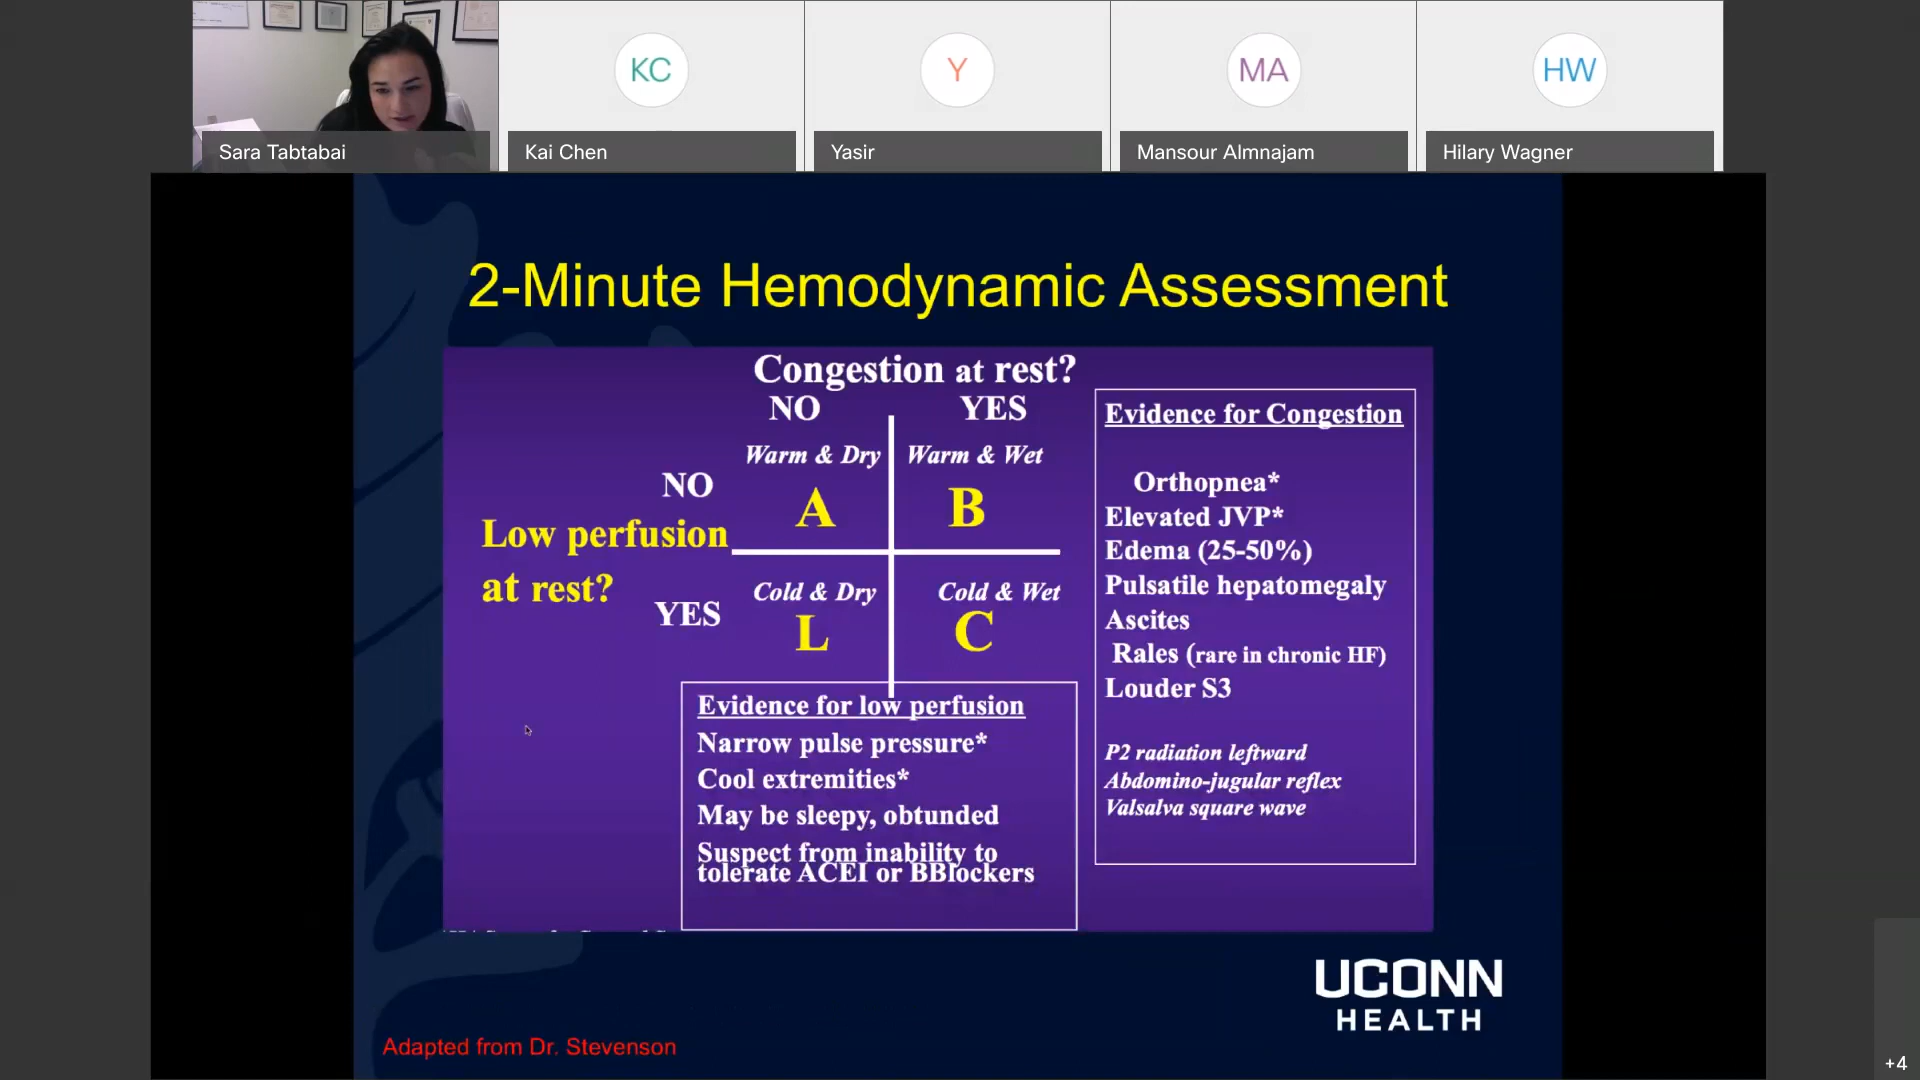 KC
Y
MA
HW
Sara Tabtabai
Kai Chen
Yasir
Mansour Almnajam
Hilary Wagner
2-Minute Hemodynamic Assessment
Congestion at rest?
NO
YES
Warm & Dry
Warm & Wet
NO
A
B
Low perfusion
at rest?
YES
Cold & Dry
Cold & Wet
L
C
Evidence for low perfusion
Narrow pulse pressure*
Cool extremities*
May be sleepy, obtunded
Suspect from inability to
tolerate ACEI or BBlockers
Evidence for Congestion
Orthopnea*
Elevated JVP*
Edema (25-50%)
Pulsatile hepatomegaly
Ascites
Rales (rare in chronic HF)
Louder S3
P2 radiation leftward
Abdomino-jugular reflex
Valsalva square wave
UCONN
HEALTH
Adapted from Dr. Stevenson
+4